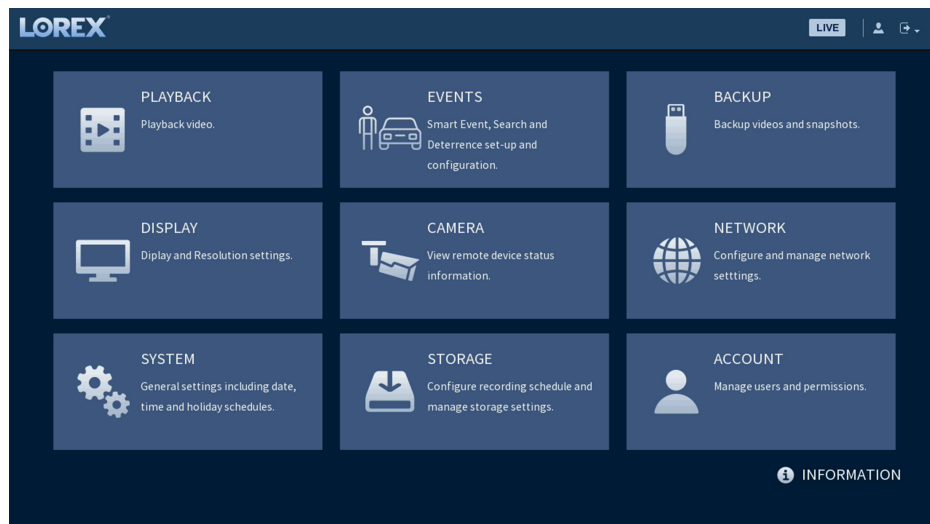 LOREX
LIVE
PLAYBACK
Playback video.
EVENTS
Smart Event, Search and
Deterrence set-up and
configuration.
BACKUP
Backup videos and snapshots.
DISPLAY
Diplay and Resolution settings.
CAMERA
View remote device status
information.
NETWORK
Configure and manage network
setttings.
SYSTEM
General settings including date,
time and holiday schedules.
STORAGE
Configure recording schedule and
manage storage settings.
ACCOUNT
Manage users and permissions.
INFORMATION